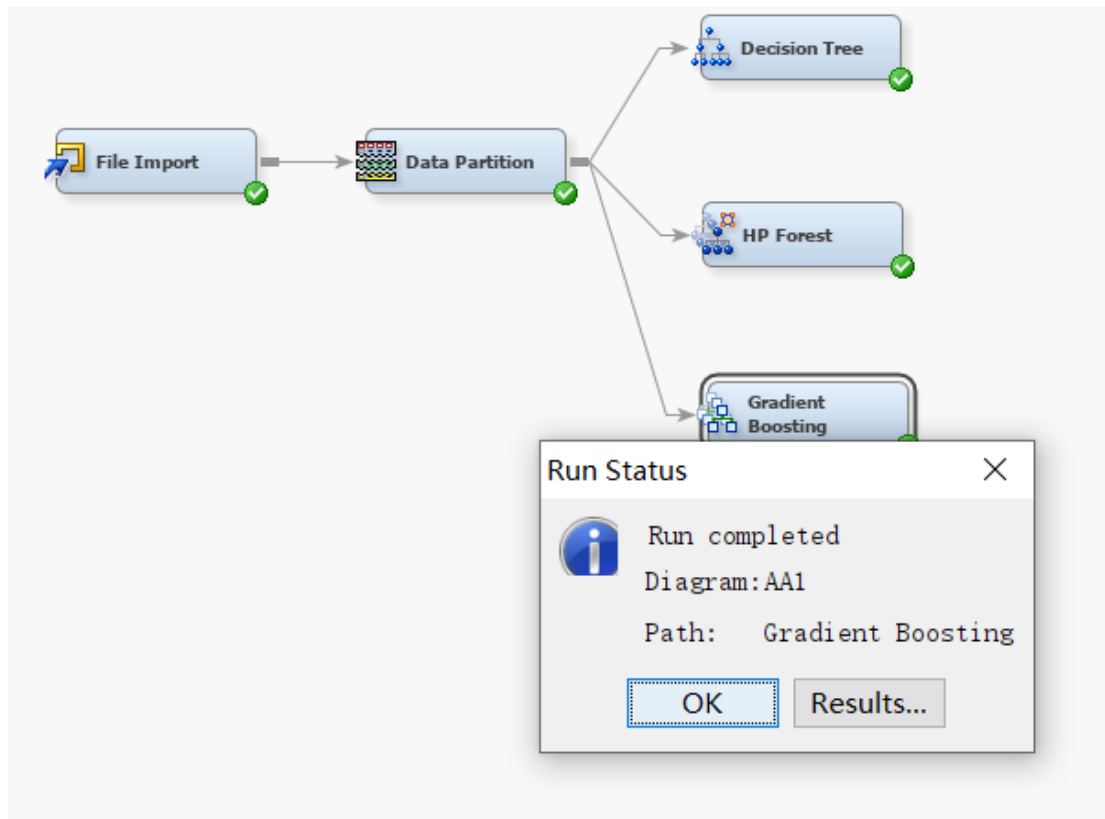 Decision Tree
File Import
Data Partition
HP Forest
Gradient
Boosting
Run Status
Run completed
Diagram:AA1
Path: Gradient Boosting
OK
Results...